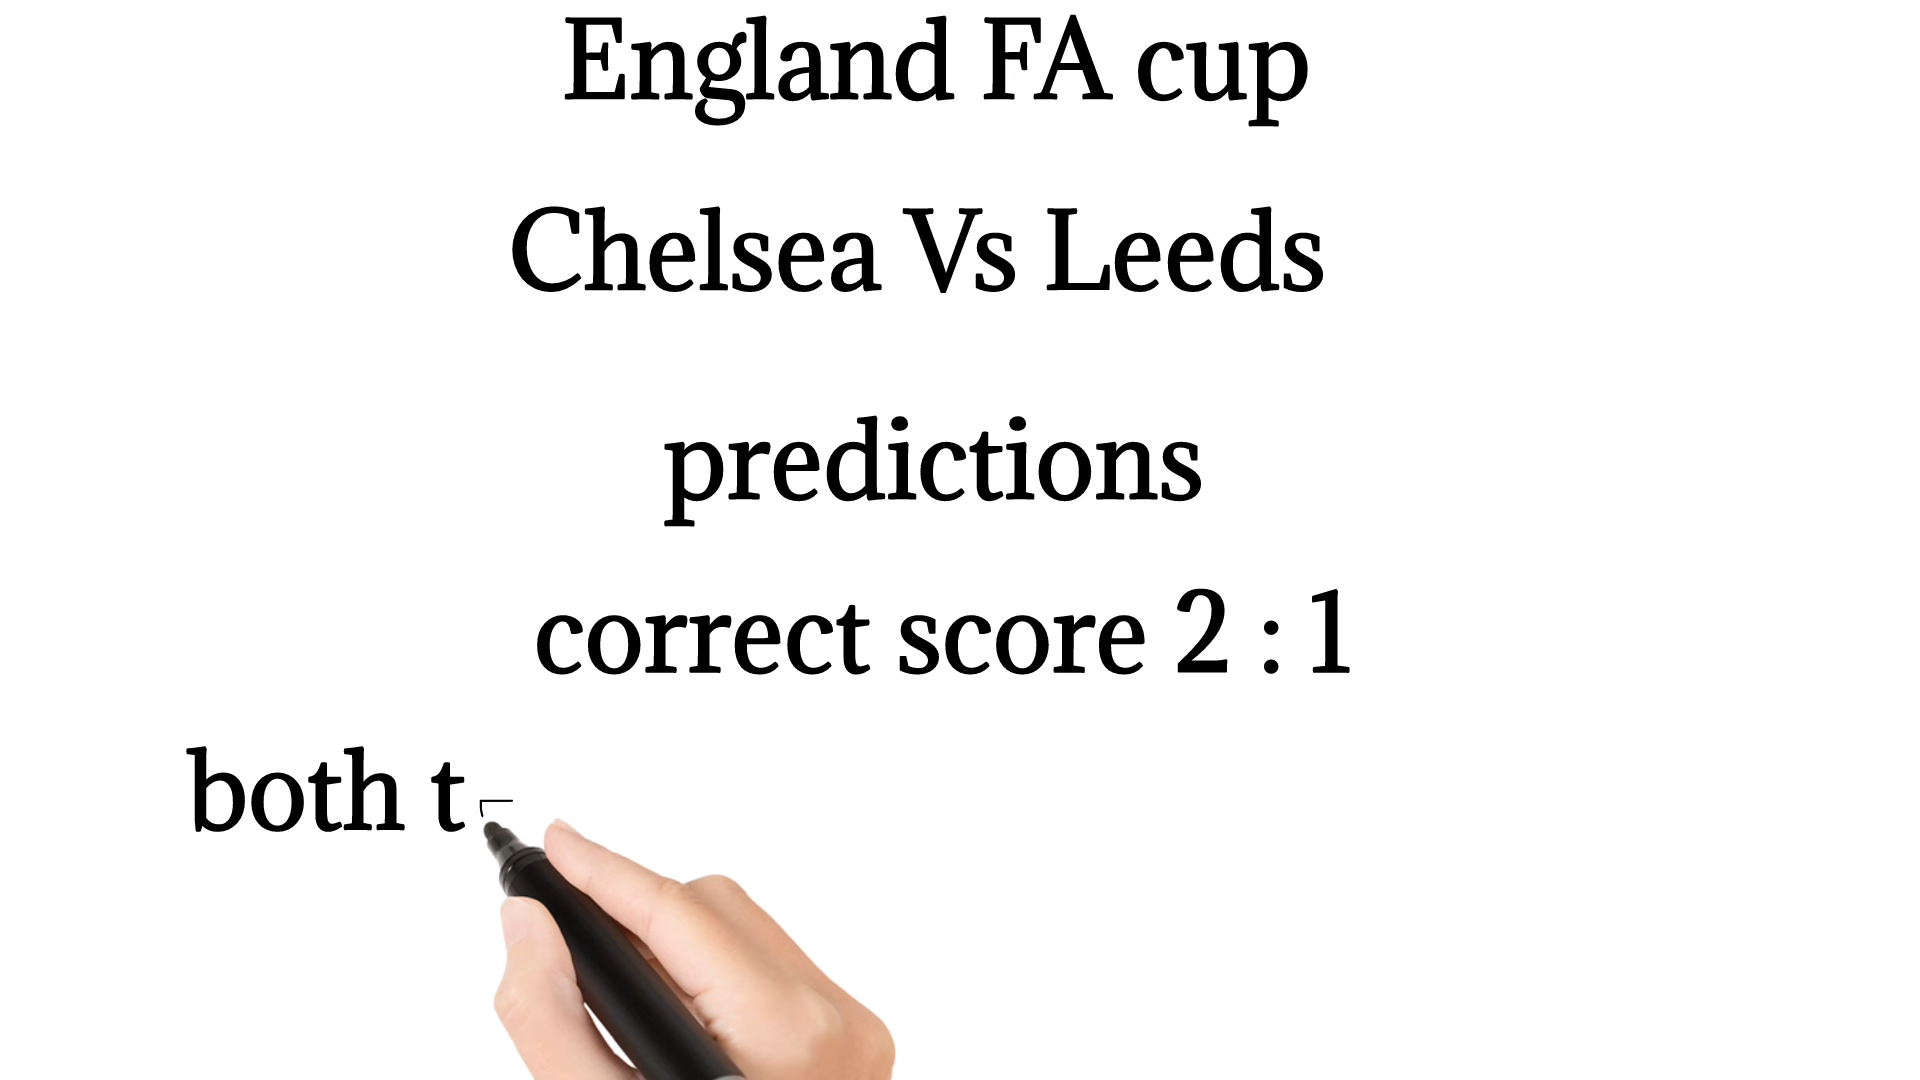 England FA cup
Chelsea Vs Leeds
predictions
correct score 2 : 1
both t